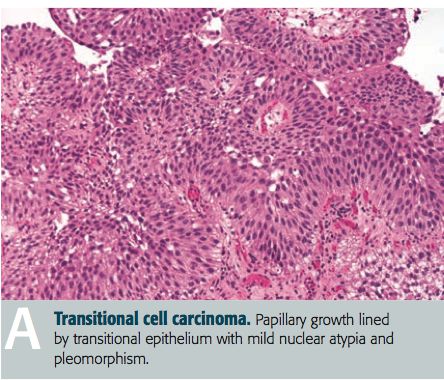 A
Transitional cell carcinoma. Papillary growth lined
by transitional epithelium with mild nuclear atypia and
pleomorphism.